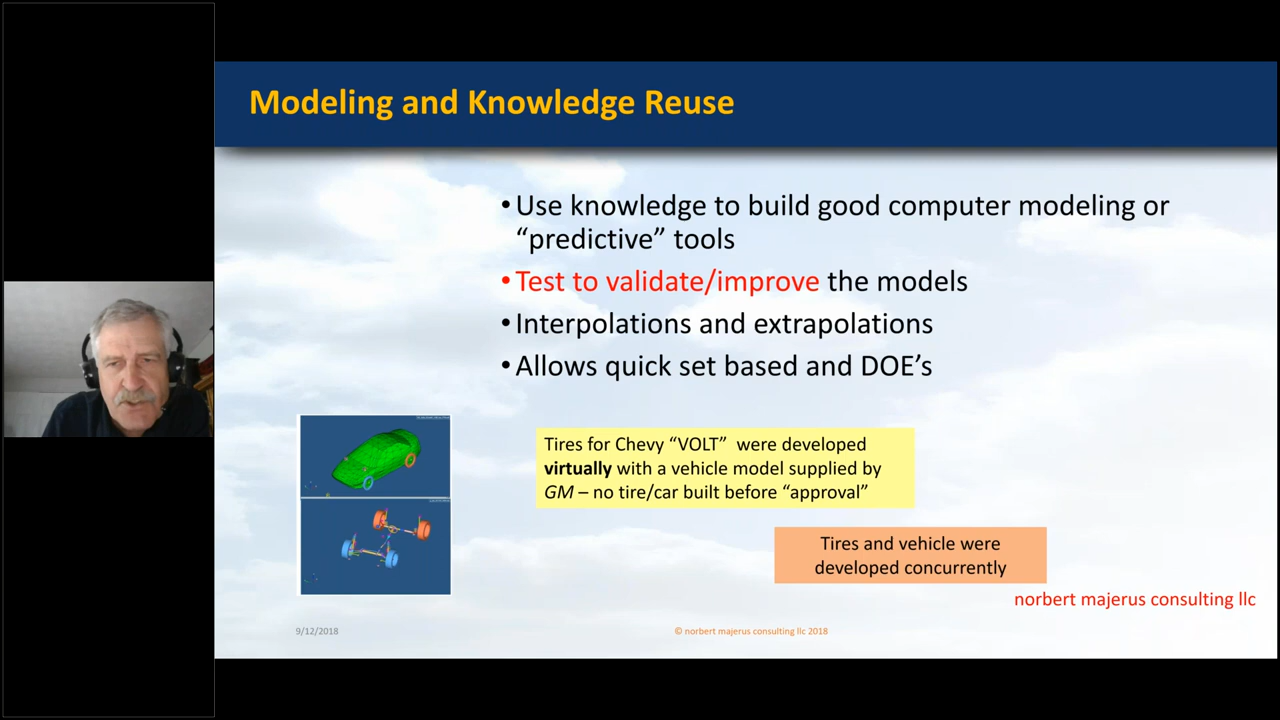 Modeling and Knowledge Reuse
•Use knowledge to build good computer modeling or
“predictive” tools
•Test to validate/improve the models
•Interpolations and extrapolations
•Allows quick set based and DOE’s
Tires for Chevy “VOLT” were developed
virtually with a vehicle model supplied by
GM – no tire/car built before “approval”
Tires and vehicle were
developed concurrently
norbert majerus consulting llc
9/12/2018
© norbert majerus consulting llc 2018